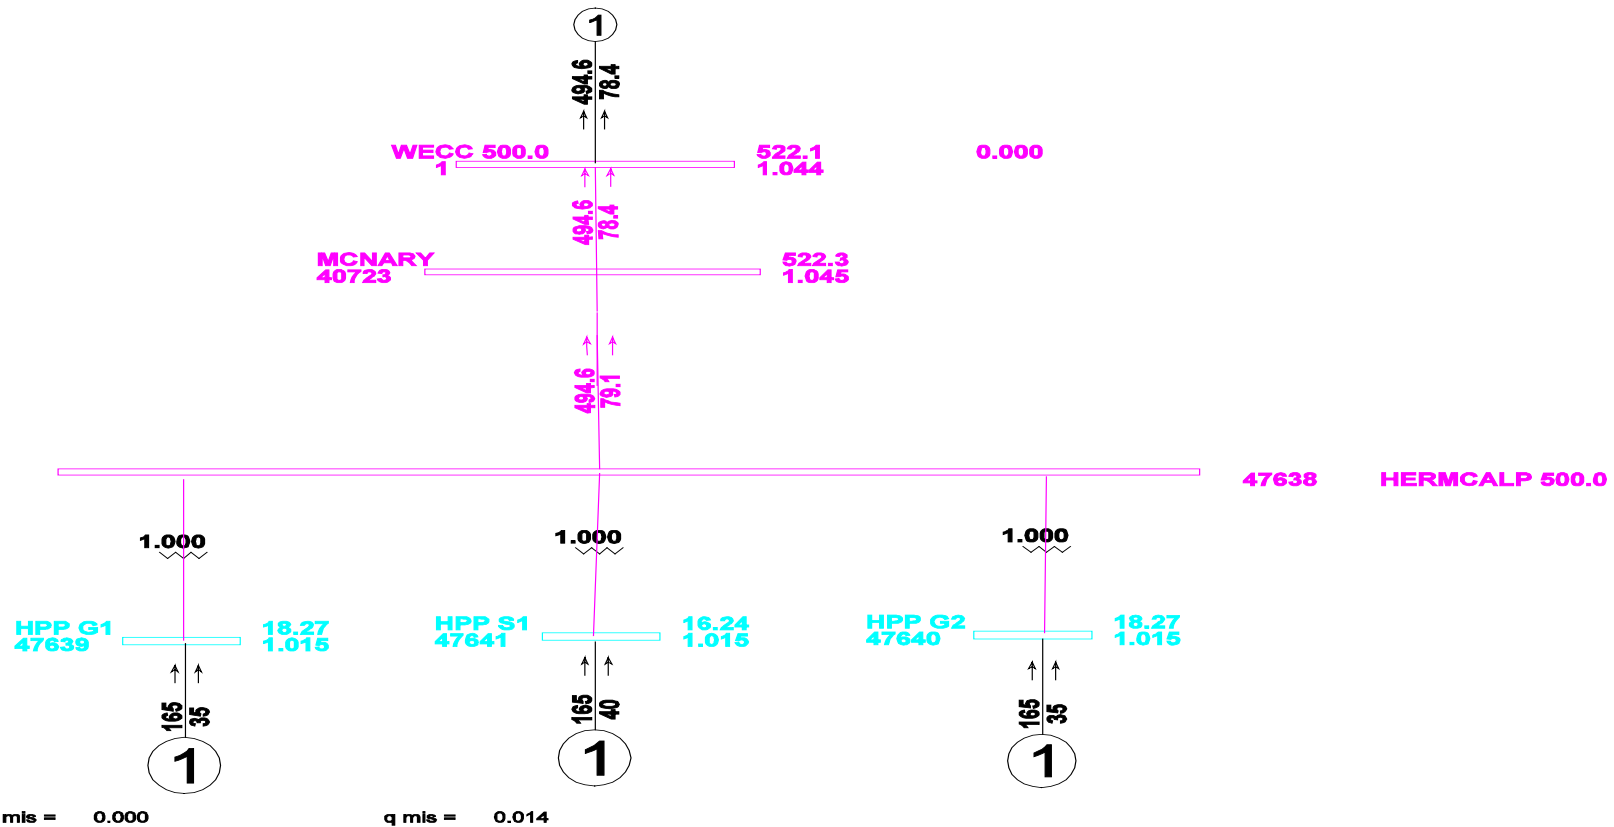 1
494.6
78.4
WECC 500.0 522.1 0.000
1 1.044
494.6
78.4
MCNARY 522.3
40723 1.045
494.6
79.1
47638 HERMCALP 500.0
1.000 1.000 1.000
HPP G1 18.27 HPP S1 16.24 HPP G2 18.27
47639 1.015 47641 1.015 47640 1.015
165 35 165 40 165 35
1 1 1
mis = 0.000 q mis = 0.014